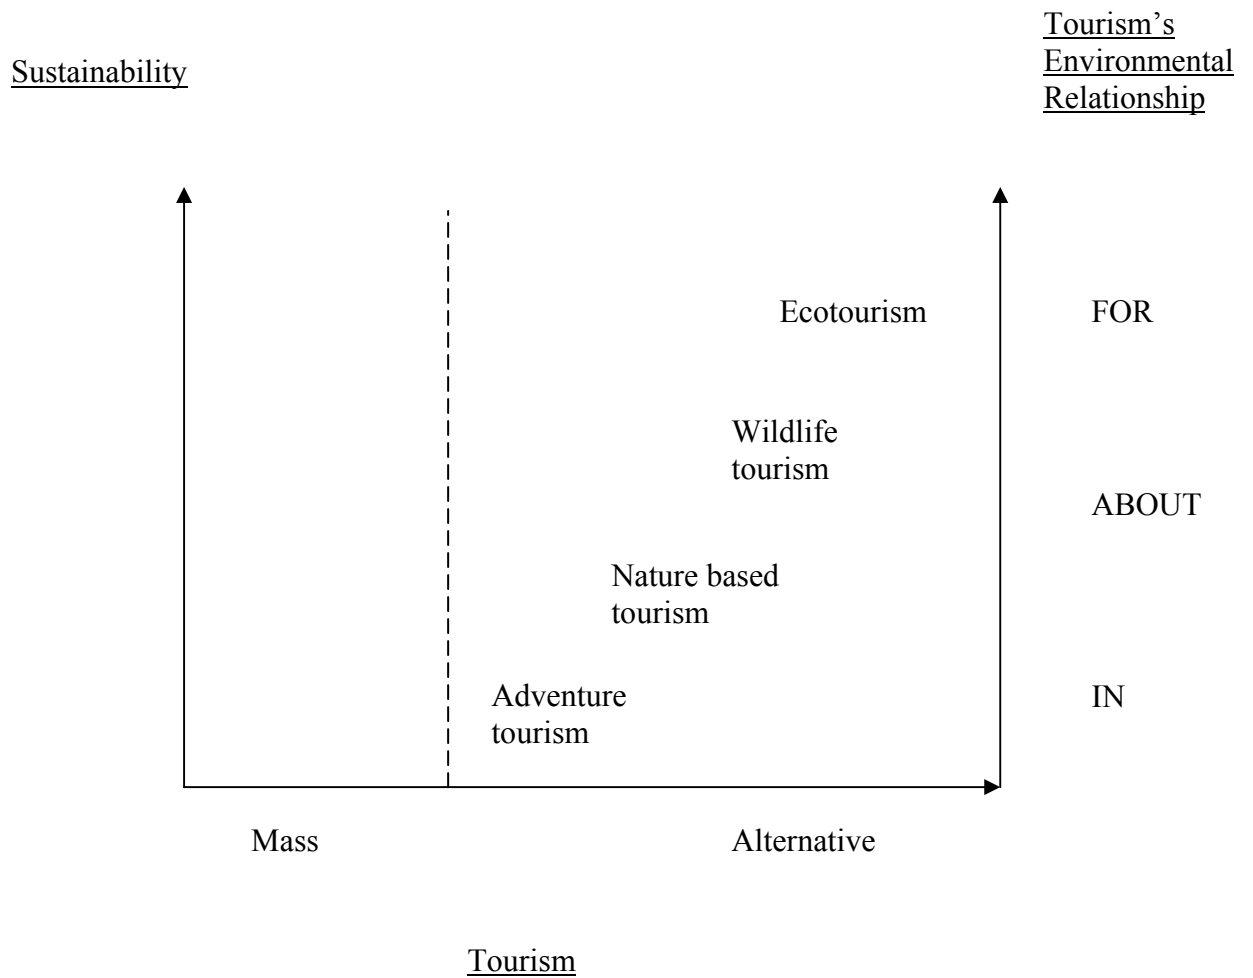 Tourism’s
Environmental
Relationship
Sustainability
Ecotourism
FOR
Wildlife
tourism
ABOUT
Nature based
tourism
Adventure
tourism
IN
Mass
Alternative
Tourism